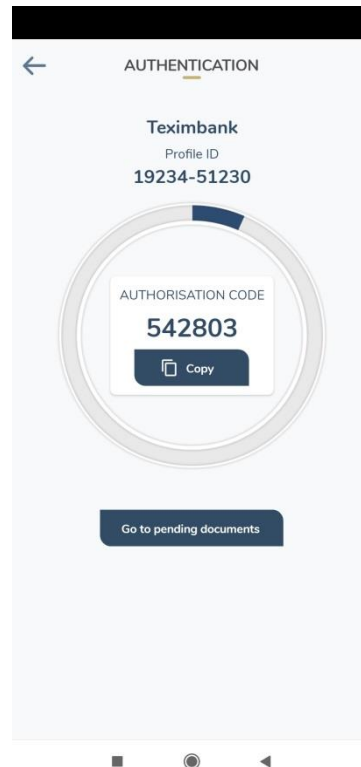 AUTHENTICATION
Teximbank
Profile ID
19234-51230
AUTHORISATION CODE
542803
Copy
Go to pending documents